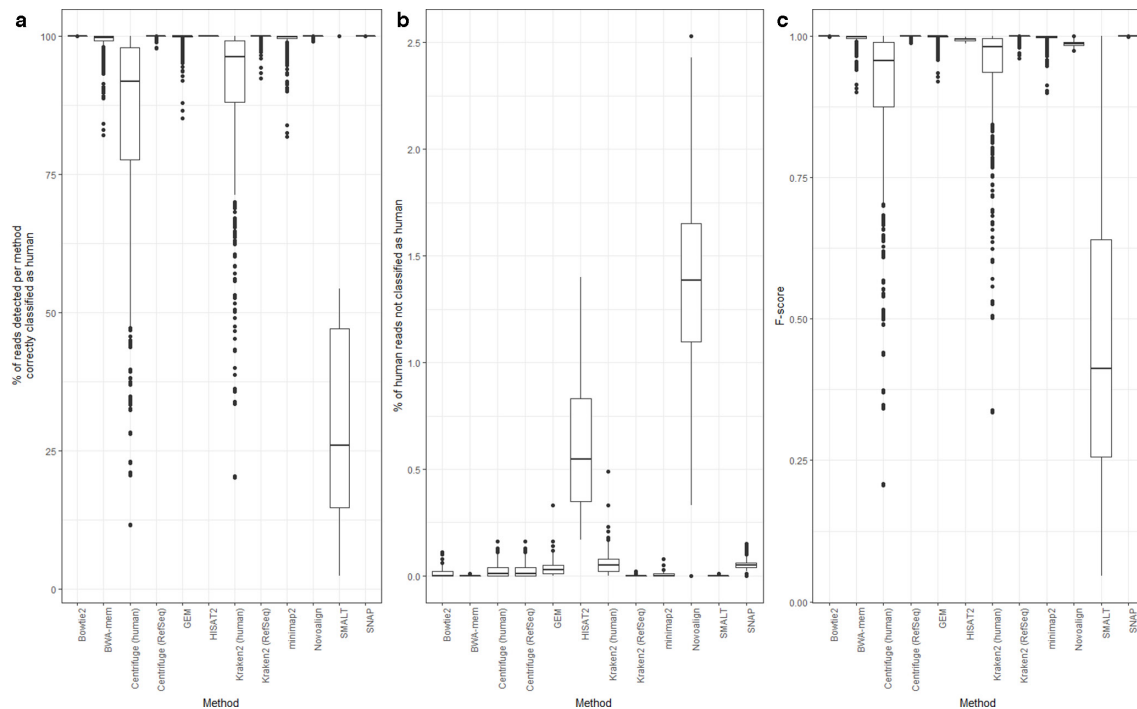 a
% of reads detected per method
correctly classified as human
100
75
50
25
0
Bowtie2
BWA-mem
Centrifuge (human)
Centrifuge (RefSeq)
GEM
HISAT2
Kraken2 (human)
Kraken2 (RefSeq)
minimap2
Novoalign
SMALT
SNAP
Method
b
% of human reads not classified as human
2.5
2.0
1.5
1.0
0.5
0.0
Bowtie2
BWA-mem
Centrifuge (human)
Centrifuge (RefSeq)
GEM
HISAT2
Kraken2 (human)
Kraken2 (RefSeq)
minimap2
Novoalign
SMALT
SNAP
Method
c
F-score
1.00
0.75
0.50
0.25
0.00
Bowtie2
BWA-mem
Centrifuge (human)
Centrifuge (RefSeq)
GEM
HISAT2
Kraken2 (human)
Kraken2 (RefSeq)
minimap2
Novoalign
SMALT
SNAP
Method